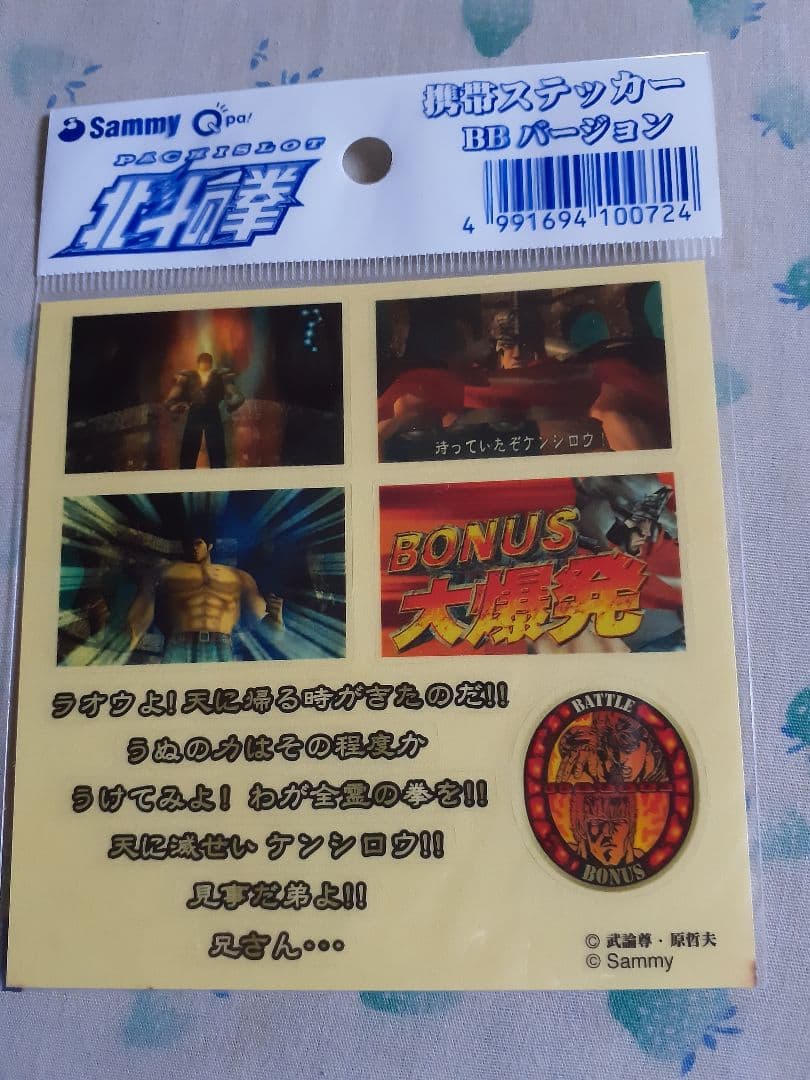 Sammy Qpa!
PACHISLOT
北斗の拳
携帯ステッカー
BB バージョン
4 991694 100724
待っていたぞケンシロウ!
BONUS
大爆発
ラオウよ!天に帰る時がきたのだ!!
うぬの力はその程度か
うけてみよ! わが全霊の拳を!!
天に滅せい ケンシロウ!!
見事だ弟よ!!
兄さん・・・
BATTLE
BONUS
© 武論尊・原哲夫
© Sammy